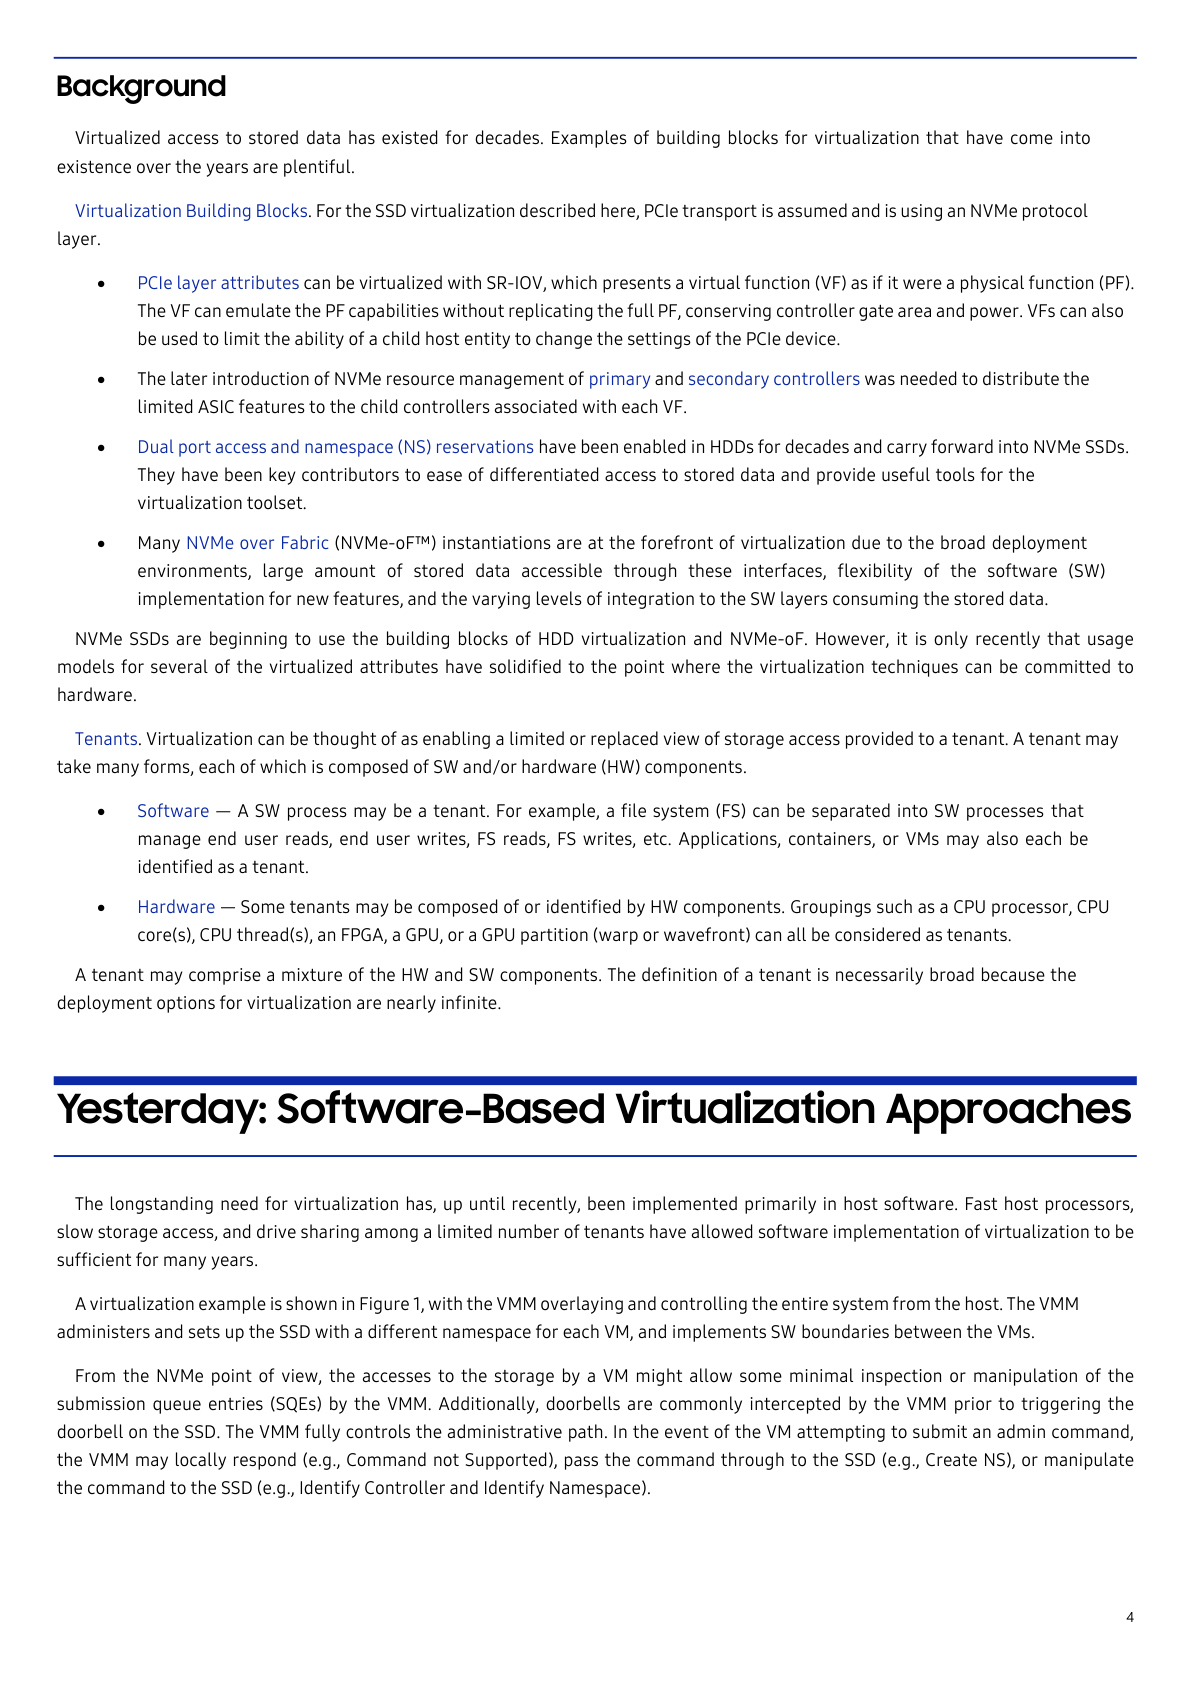 Background
Virtualized access to stored data has existed for decades. Examples of building blocks for virtualization that have come into
existence over the years are plentiful.
Virtualization Building Blocks. For the SSD virtualization described here, PCIe transport is assumed and is using an NVMe protocol
layer.
• PCIe layer attributes can be virtualized with SR-IOV, which presents a virtual function (VF) as if it were a physical function (PF).
The VF can emulate the PF capabilities without replicating the full PF, conserving controller gate area and power. VFs can also
be used to limit the ability of a child host entity to change the settings of the PCIe device.
• The later introduction of NVMe resource management of primary and secondary controllers was needed to distribute the
limited ASIC features to the child controllers associated with each VF.
• Dual port access and namespace (NS) reservations have been enabled in HDDs for decades and carry forward into NVMe SSDs.
They have been key contributors to ease of differentiated access to stored data and provide useful tools for the
virtualization toolset.
• Many NVMe over Fabric (NVMe-oF™) instantiations are at the forefront of virtualization due to the broad deployment
environments, large amount of stored data accessible through these interfaces, flexibility of the software (SW)
implementation for new features, and the varying levels of integration to the SW layers consuming the stored data.
NVMe SSDs are beginning to use the building blocks of HDD virtualization and NVMe-oF. However, it is only recently that usage
models for several of the virtualized attributes have solidified to the point where the virtualization techniques can be committed to
hardware.
Tenants. Virtualization can be thought of as enabling a limited or replaced view of storage access provided to a tenant. A tenant may
take many forms, each of which is composed of SW and/or hardware (HW) components.
• Software — A SW process may be a tenant. For example, a file system (FS) can be separated into SW processes that
manage end user reads, end user writes, FS reads, FS writes, etc. Applications, containers, or VMs may also each be
identified as a tenant.
• Hardware — Some tenants may be composed of or identified by HW components. Groupings such as a CPU processor, CPU
core(s), CPU thread(s), an FPGA, a GPU, or a GPU partition (warp or wavefront) can all be considered as tenants.
A tenant may comprise a mixture of the HW and SW components. The definition of a tenant is necessarily broad because the
deployment options for virtualization are nearly infinite.
Yesterday: Software-Based Virtualization Approaches
The longstanding need for virtualization has, up until recently, been implemented primarily in host software. Fast host processors,
slow storage access, and drive sharing among a limited number of tenants have allowed software implementation of virtualization to be
sufficient for many years.
A virtualization example is shown in Figure 1, with the VMM overlaying and controlling the entire system from the host. The VMM
administers and sets up the SSD with a different namespace for each VM, and implements SW boundaries between the VMs.
From the NVMe point of view, the accesses to the storage by a VM might allow some minimal inspection or manipulation of the
submission queue entries (SQEs) by the VMM. Additionally, doorbells are commonly intercepted by the VMM prior to triggering the
doorbell on the SSD. The VMM fully controls the administrative path. In the event of the VM attempting to submit an admin command,
the VMM may locally respond (e.g., Command not Supported), pass the command through to the SSD (e.g., Create NS), or manipulate
the command to the SSD (e.g., Identify Controller and Identify Namespace).
4